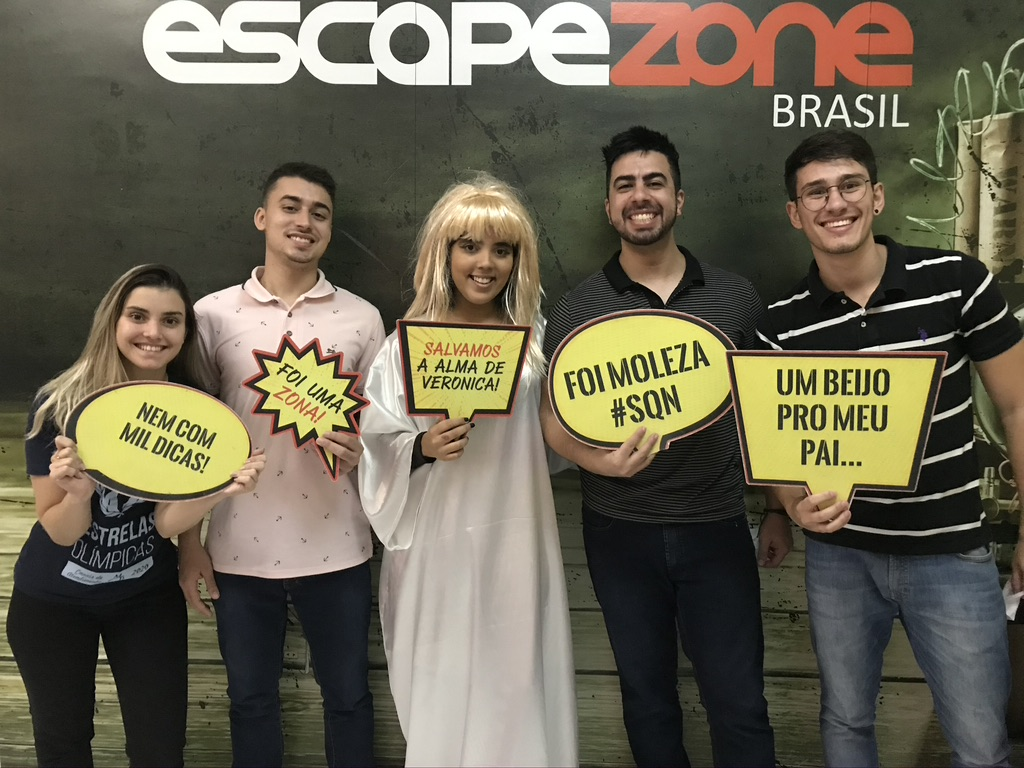 escapezone
BRASIL
NEM COM
MIL DICAS!
FOI UMA
ZONA!
SALVAMOS
A ALMA DE
VERONICA!
FOI MOLEZA
#SQN
UM BEIJO
PRO MEU
PAI...
ESTRELAS
OLÍMPICAS